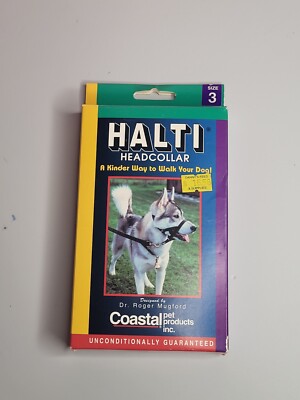 SIZE
3
HALTI®
HEADCOLLAR
A Kinder Way to Walk Your Dog!
Designed by
Dr. Roger Mugford
Coastal pet
products
inc.
UNCONDITIONALLY GUARANTEED